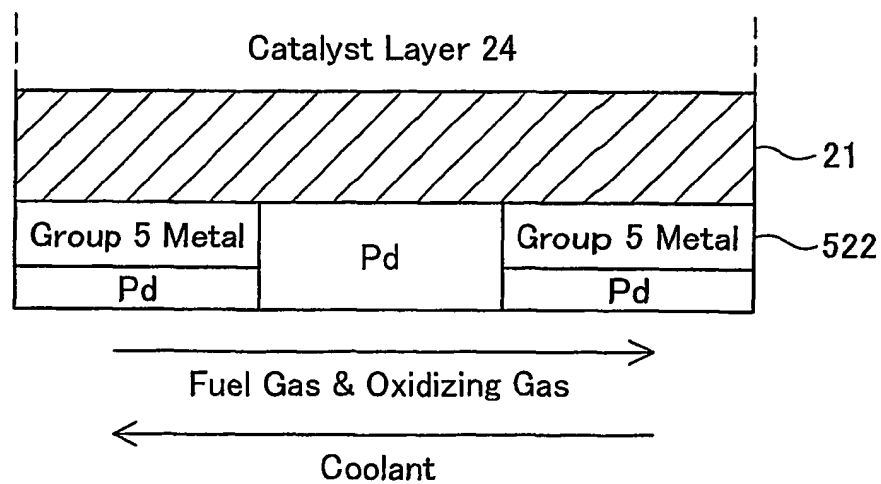 Catalyst Layer 24
21
Group 5 Metal
Pd
Group 5 Metal
522
Pd
Pd
Fuel Gas & Oxidizing Gas
Coolant